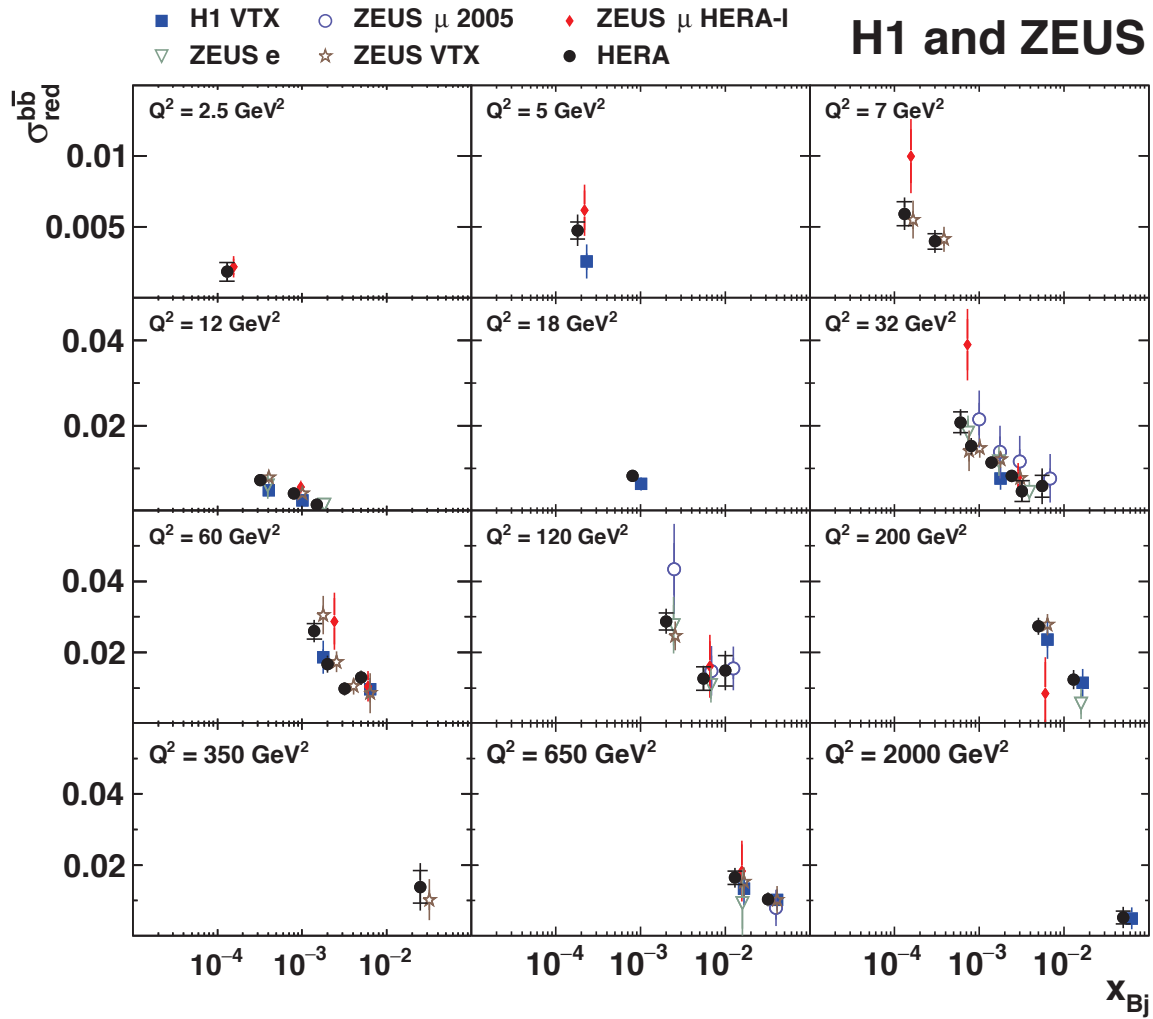 H1 VTX ZEUS μ 2005 ZEUS μ HERA-I
ZEUS e ZEUS VTX HERA
H1 and ZEUS
σ_red^{bb̄}
Q² = 2.5 GeV² Q² = 5 GeV² Q² = 7 GeV²
0.01
0.005
Q² = 12 GeV² Q² = 18 GeV² Q² = 32 GeV²
0.04
0.02
Q² = 60 GeV² Q² = 120 GeV² Q² = 200 GeV²
0.04
0.02
Q² = 350 GeV² Q² = 650 GeV² Q² = 2000 GeV²
0.04
0.02
10⁻⁴ 10⁻³ 10⁻² 10⁻⁴ 10⁻³ 10⁻² 10⁻⁴ 10⁻³ 10⁻²
x_Bj